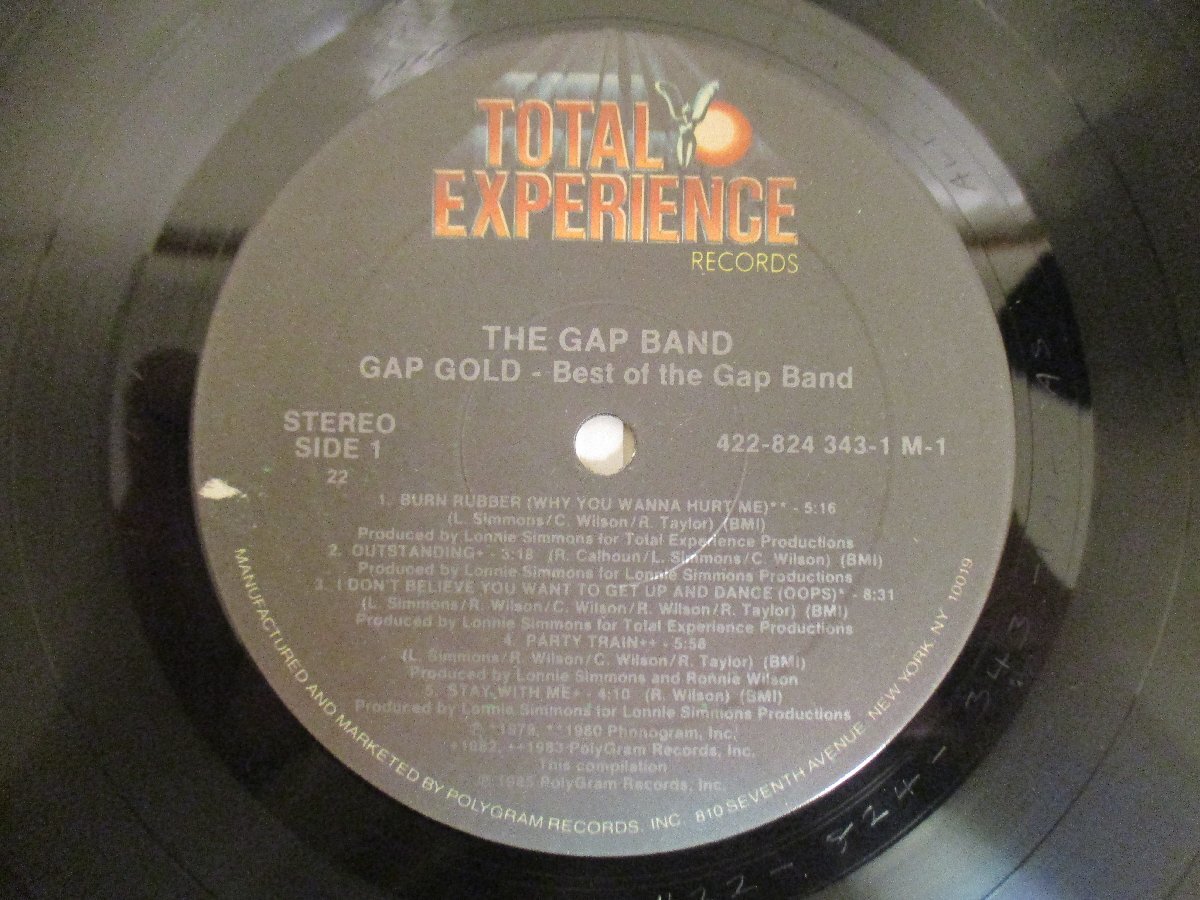 TOTAL
EXPERIENCE
RECORDS
THE GAP BAND
GAP GOLD - Best of the Gap Band
STEREO
SIDE 1
22
422-824 343-1 M-1
1. BURN RUBBER (WHY YOU WANNA HURT ME)** - 5:16
(L. Simmons/C. Wilson/R. Taylor) (BMI)
Produced by Lonnie Simmons for Total Experience Productions
2. OUTSTANDING+ - 3:18 (R. Calhoun/L. Simmons/C. Wilson) (BMI)
Produced by Lonnie Simmons for Lonnie Simmons Productions
3. I DON'T BELIEVE YOU WANT TO GET UP AND DANCE (OOPS)* - 8:31
(L. Simmons/R. Wilson/C. Wilson/R. Wilson/R. Taylor) (BMI)
Produced by Lonnie Simmons for Total Experience Productions
4. PARTY TRAIN++ - 5:58
(L. Simmons/R. Wilson/C. Wilson/R. Taylor) (BMI)
Produced by Lonnie Simmons and Ronnie Wilson
5. STAY WITH ME+ - 4:10 (R. Wilson) (BMI)
Produced by Lonnie Simmons for Lonnie Simmons Productions
℗ *1979, **1980 Phonogram, Inc.
+1982, ++1983 PolyGram Records, Inc.
This compilation
℗ 1985 PolyGram Records, Inc.
MANUFACTURED AND MARKETED BY POLYGRAM RECORDS, INC. 810 SEVENTH AVENUE, NEW YORK, NY 10019
422-824-343-